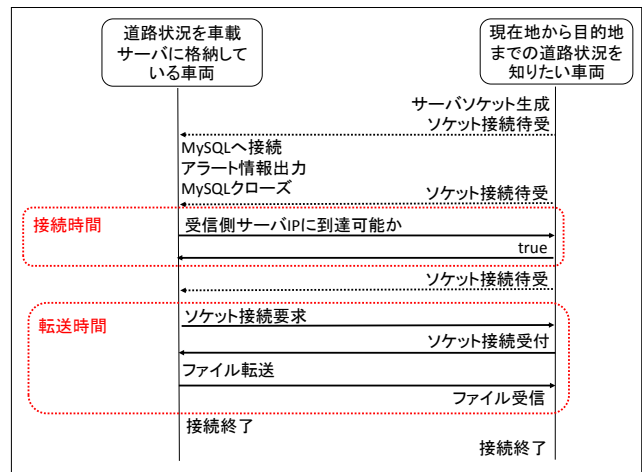 道路状況を車載
サーバに格納して
いる車両
現在地から目的地
までの道路状況を
知りたい車両
サーバソケット生成
ソケット接続待受
MySQLへ接続
アラート情報出力
MySQLクローズ
ソケット接続待受
接続時間
受信側サーバIPに到達可能か
true
ソケット接続待受
転送時間
ソケット接続要求
ソケット接続受付
ファイル転送
ファイル受信
接続終了
接続終了